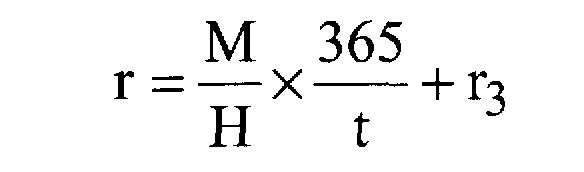 r = M/H × 365/t + r₃